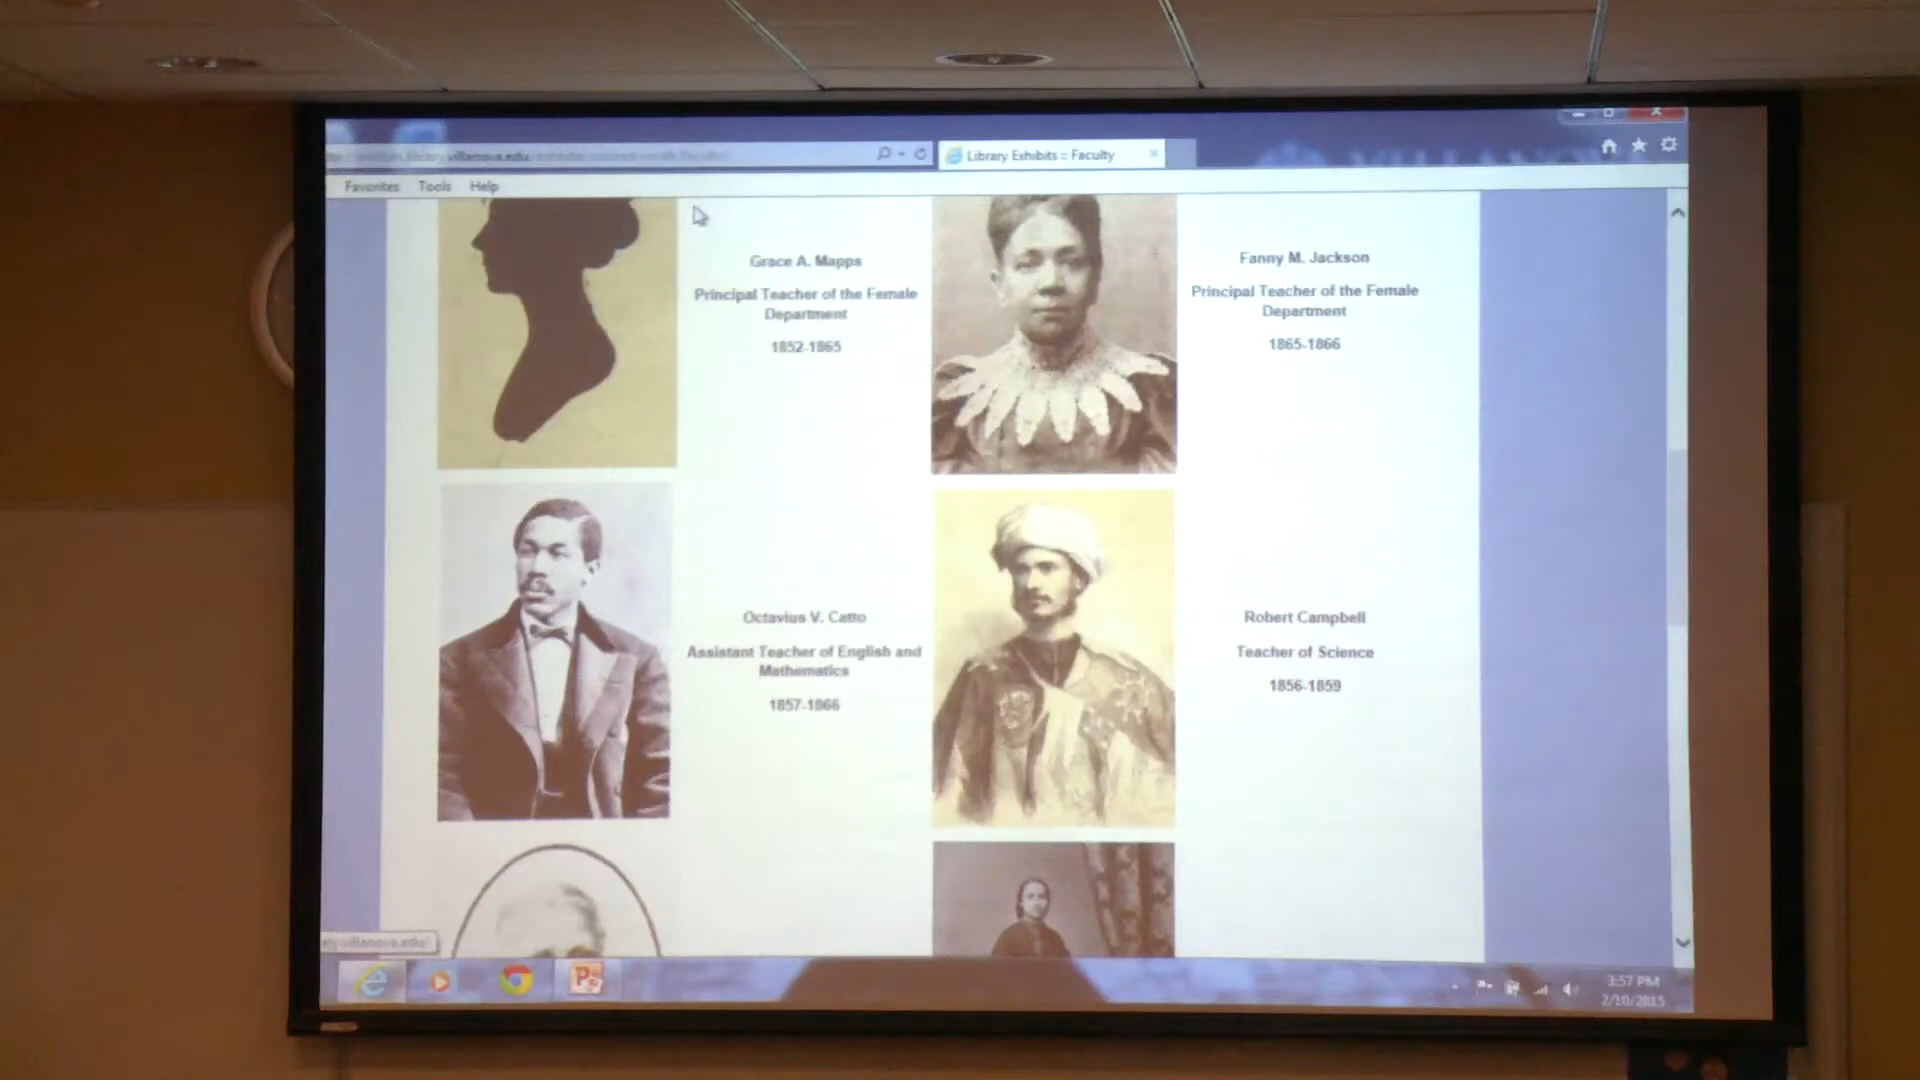 villanova.edu
Library Exhibits :: Faculty
Favorites Tools Help
Grace A. Mapps
Principal Teacher of the Female
Department
1852-1865
Fanny M. Jackson
Principal Teacher of the Female
Department
1865-1866
Octavius V. Catto
Assistant Teacher of English and
Mathematics
1857-1866
Robert Campbell
Teacher of Science
1856-1859
3:57 PM
2/10/2015